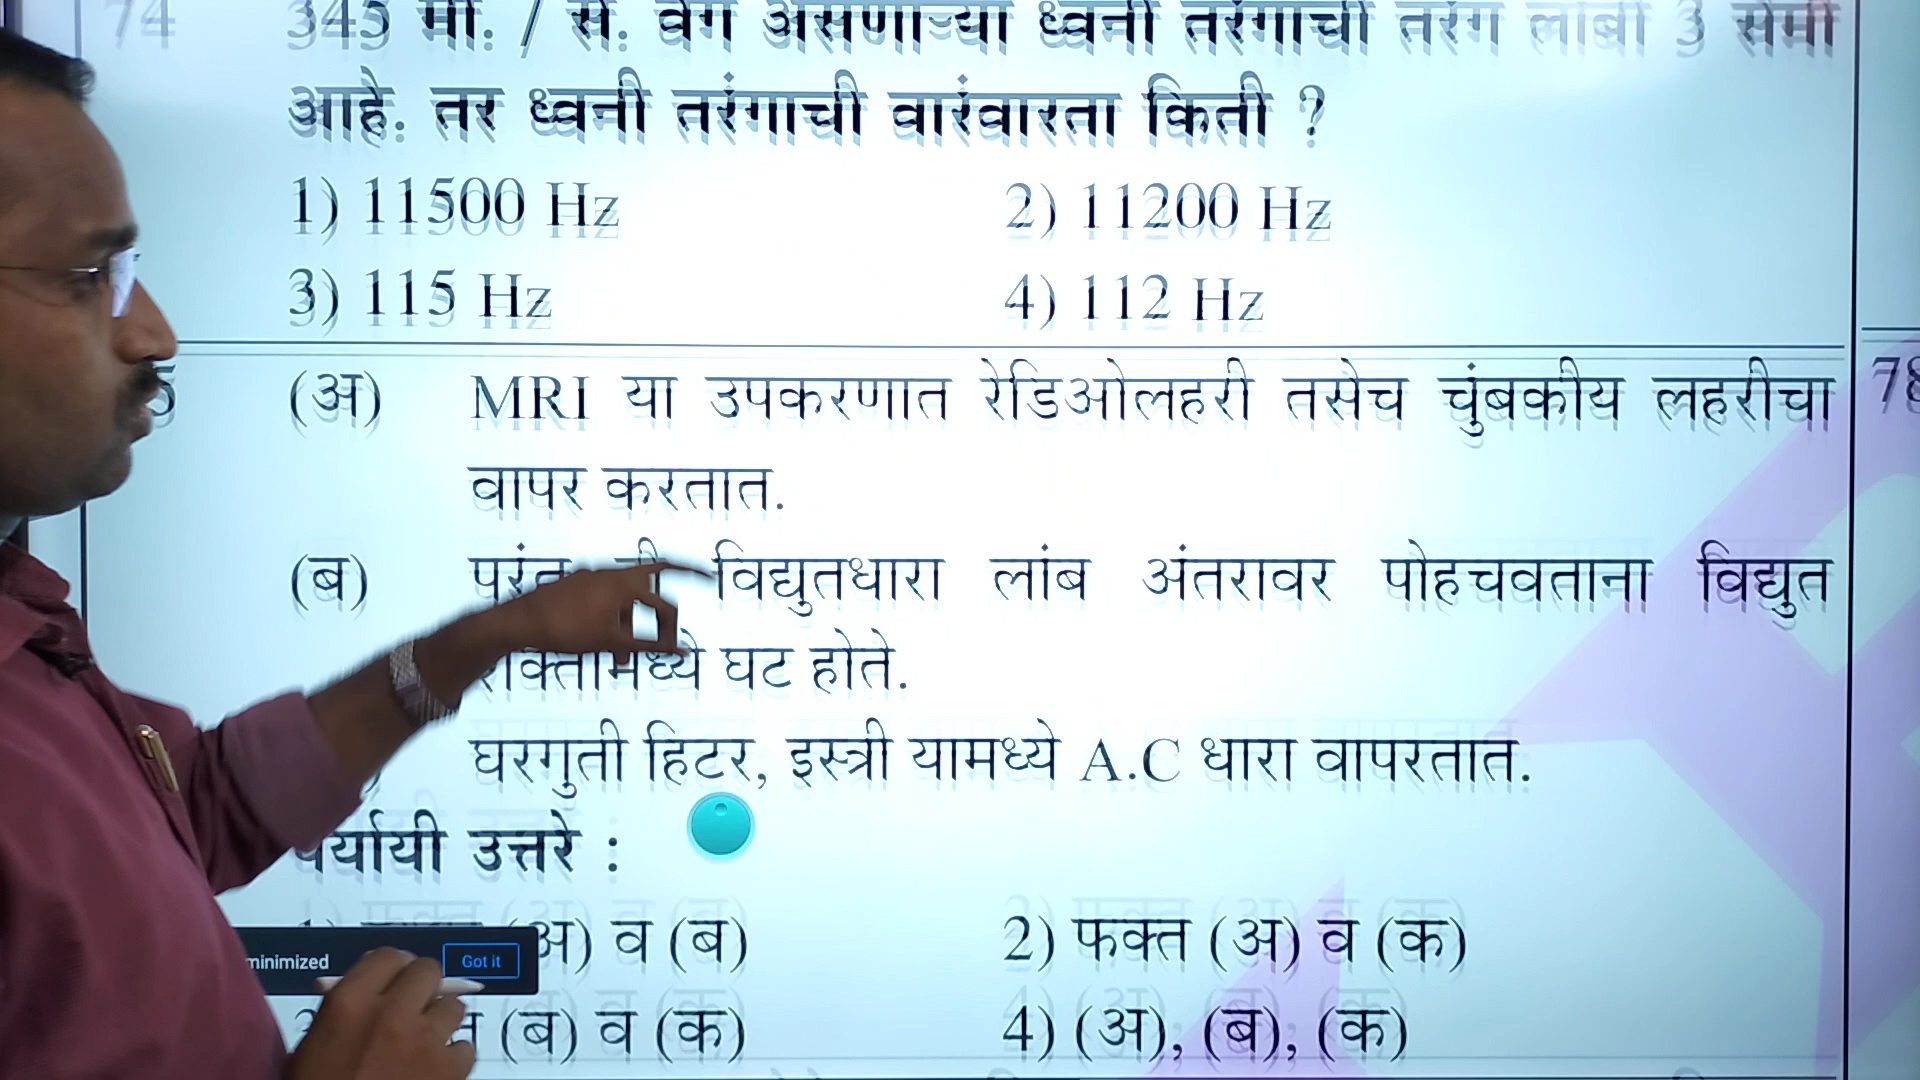 74 345 मी. / से. वेग असणाऱ्या ध्वनी तरंगाची तरंग लांबी 3 सेमी
आहे. तर ध्वनी तरंगाची वारंवारता किती ?
1) 11500 Hz 2) 11200 Hz
3) 115 Hz 4) 112 Hz
5 (अ) MRI या उपकरणात रेडिओलहरी तसेच चुंबकीय लहरीचा
वापर करतात.
(ब) विद्युतधारा लांब अंतरावर पोहचवताना विद्युत
घट होते.
घरगुती हिटर, इस्त्री यामध्ये A.C धारा वापरतात.
पर्यायी उत्तरे :
(अ) व (ब) 2) फक्त (अ) व (क)
minimized Got it
(ब) व (क) 4) (अ), (ब), (क)
78